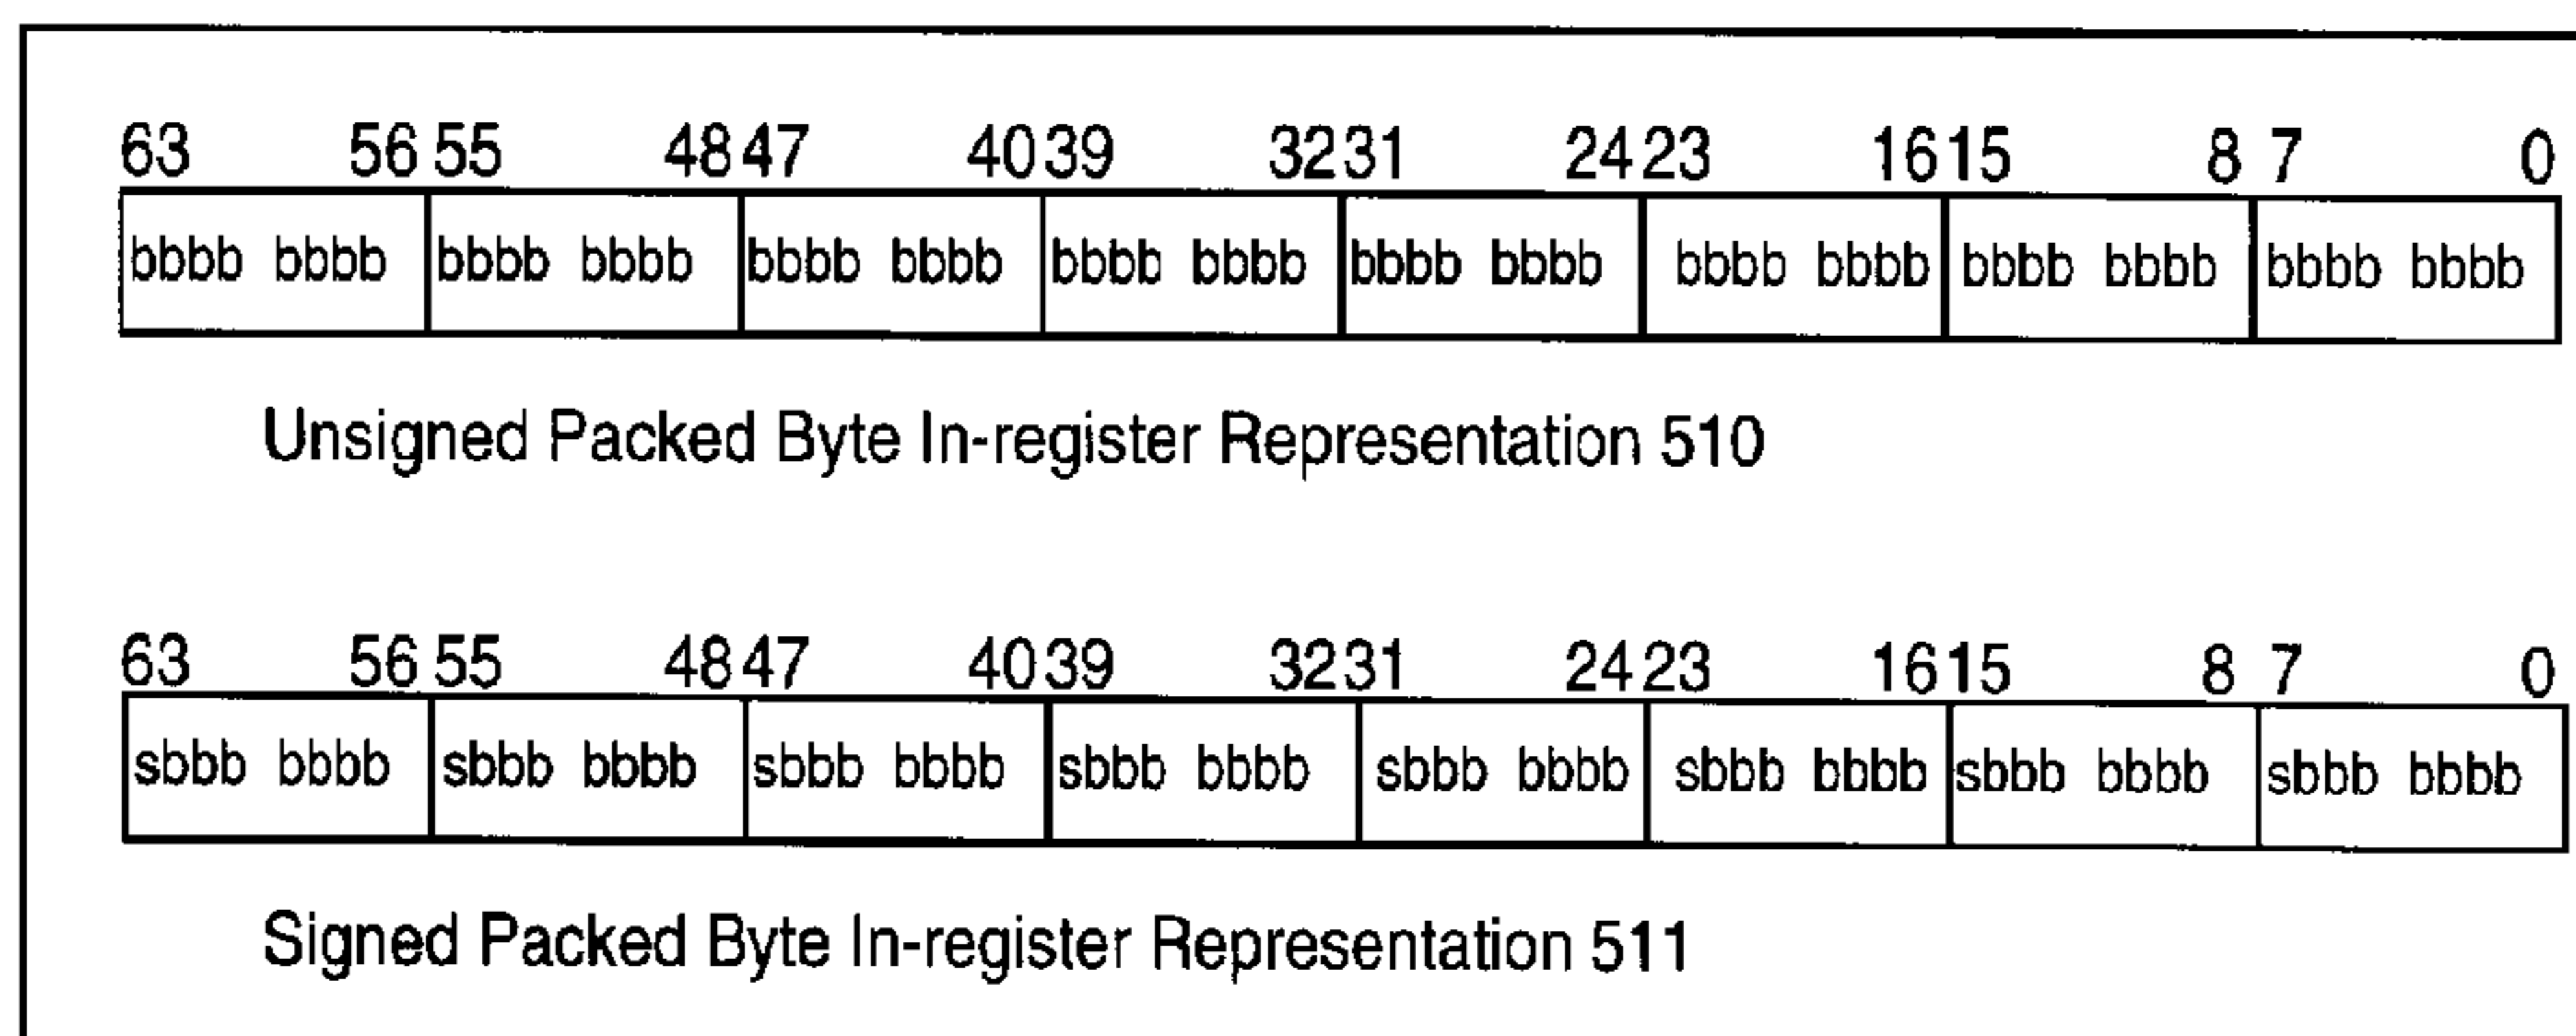 63 56 55 48 47 40 39 32 31 24 23 16 15 8 7 0
bbbb bbbb bbbb bbbb bbbb bbbb bbbb bbbb bbbb bbbb bbbb bbbb bbbb bbbb bbbb bbbb
Unsigned Packed Byte In-register Representation 510
63 56 55 48 47 40 39 32 31 24 23 16 15 8 7 0
sbbb bbbb sbbb bbbb sbbb bbbb sbbb bbbb sbbb bbbb sbbb bbbb sbbb bbbb sbbb bbbb
Signed Packed Byte In-register Representation 511